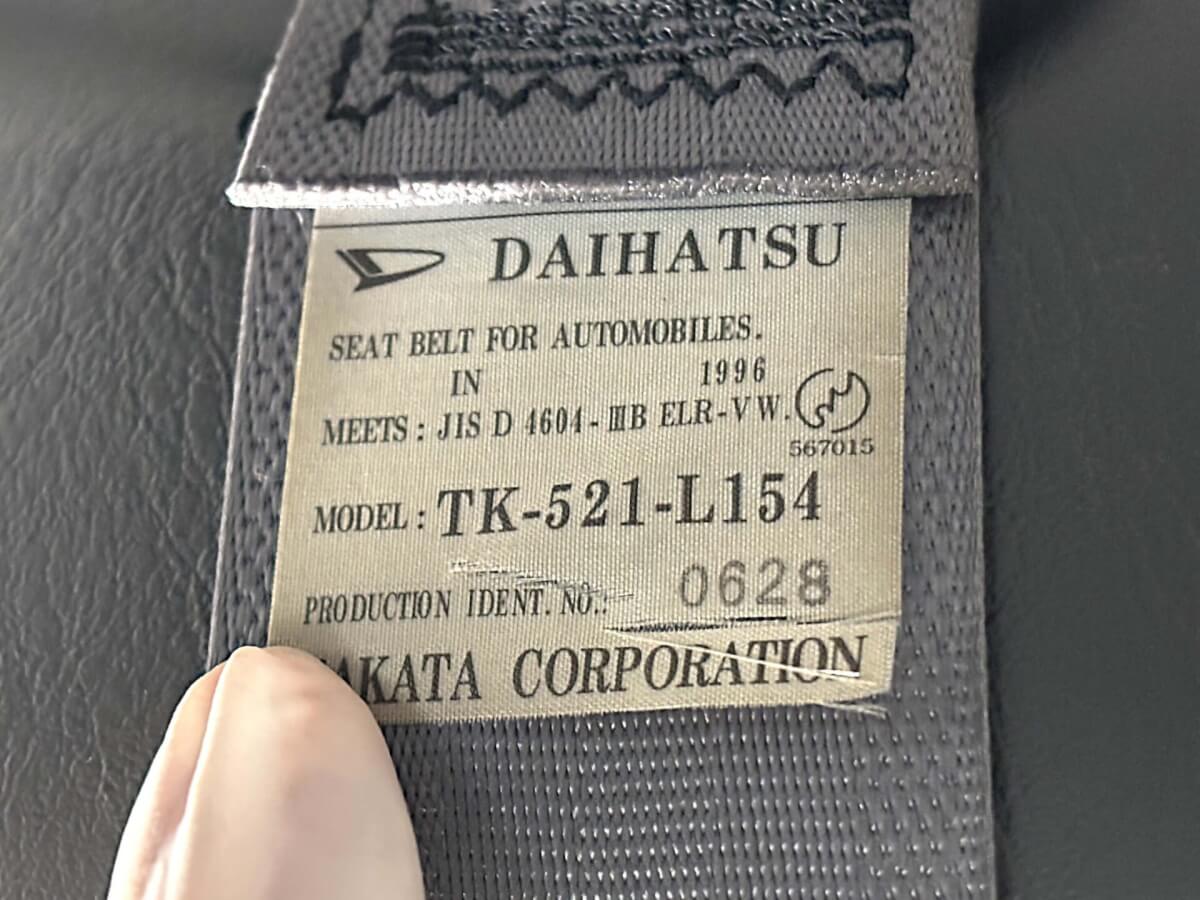 DAIHATSU
SEAT BELT FOR AUTOMOBILES.
IN 1996
MEETS : JIS D 4604-ⅢB ELR-VW.
567015
MODEL : TK-521-L154
PRODUCTION IDENT. NO.: 0628
AKATA CORPORATION